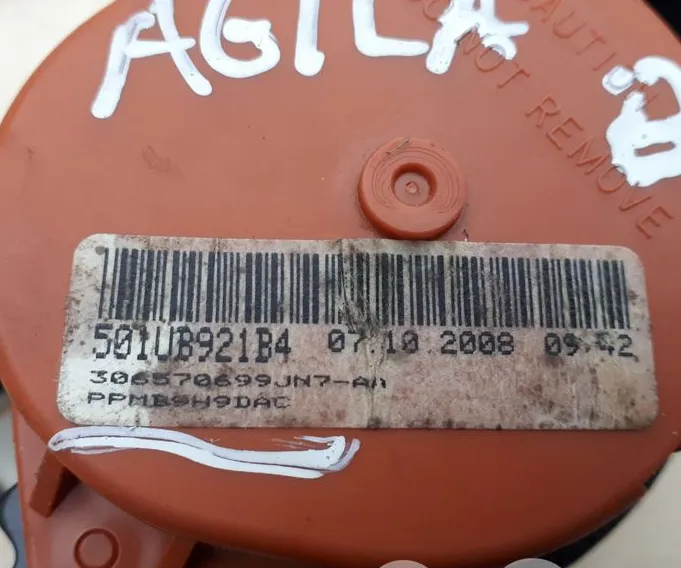 AGILA B
CAUTION
DO NOT REMOVE
501UB921B4 07.10.2008 09:42
306570699JN7-AA
PPMB9H9DAC